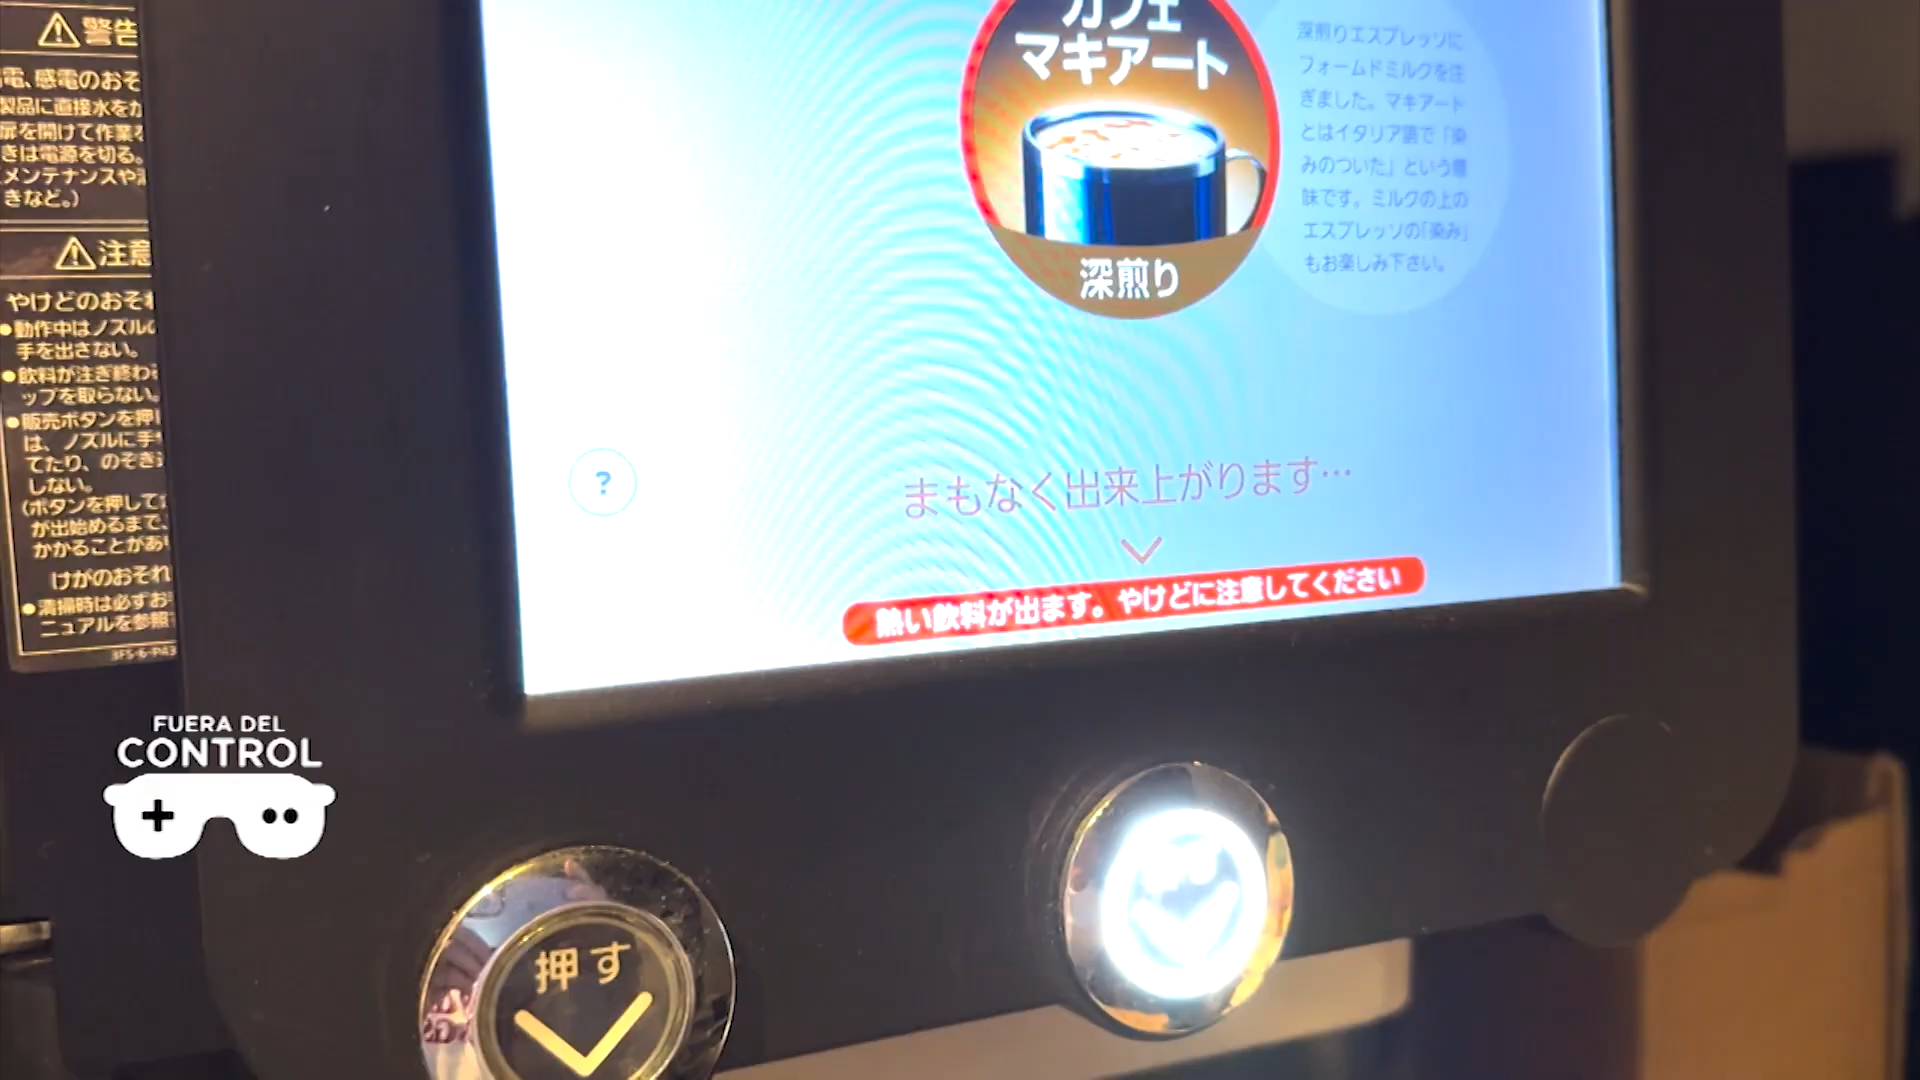 警告
電、感電のおそ
製品に直接水をか
扉を開けて作業を
きは電源を切る。
メンテナンスや
きなど。)
注意
やけどのおそれ
●動作中はノズルの
手を出さない。
●飲料が注ぎ終わ
ップを取らない。
●販売ボタンを押し
は、ノズルに手や
てたり、のぞき込
しない。
(ボタンを押して
が出始めるまで、
かかることがあ
けがのおそれ
●清掃時は必ずお
ニュアルを参照
カフェ
マキアート
深煎り
深煎りエスプレッソに
フォームドミルクを注
ぎました。マキアート
とはイタリア語で「染
みのついた」という意
味です。ミルクの上の
エスプレッソの「染み」
もお楽しみ下さい。
?
まもなく出来上がります…
熱い飲料が出ます。やけどに注意してください
FUERA DEL
CONTROL
押す